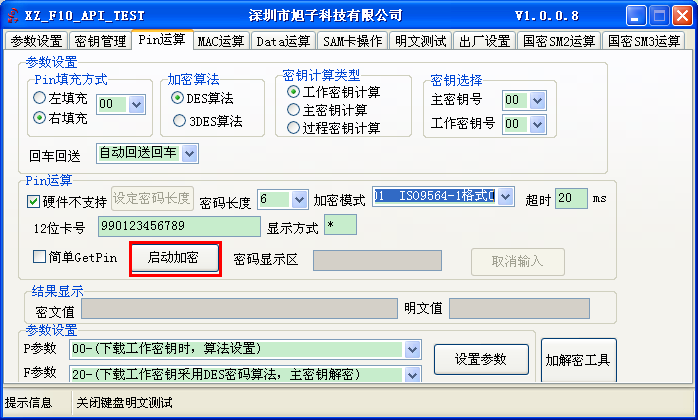 XZ_F10_API_TEST 深圳市旭子科技有限公司 V1.0.0.8
参数设置 密钥管理 Pin运算 MAC运算 Data运算 SAM卡操作 明文测试 出厂设置 国密SM2运算 国密SM3运算
参数设置
Pin填充方式 加密算法 密钥计算类型 密钥选择
左填充 00 DES算法 工作密钥计算 主密钥号 00
右填充 3DES算法 主密钥计算 工作密钥号 00
过程密钥计算
回车回送 自动回送回车
Pin运算
硬件不支持 设定密码长度 密码长度 6 加密模式 01 ISO9564-1格式0 超时 20 ms
12位卡号 990123456789 显示方式 *
简单GetPin 启动加密 密码显示区 取消输入
结果显示
密文值 明文值
参数设置
P参数 00-(下载工作密钥时，算法设置) 设置参数 加解密工具
F参数 20-(下载工作密钥采用DES密码算法，主密钥解密)
提示信息 关闭键盘明文测试